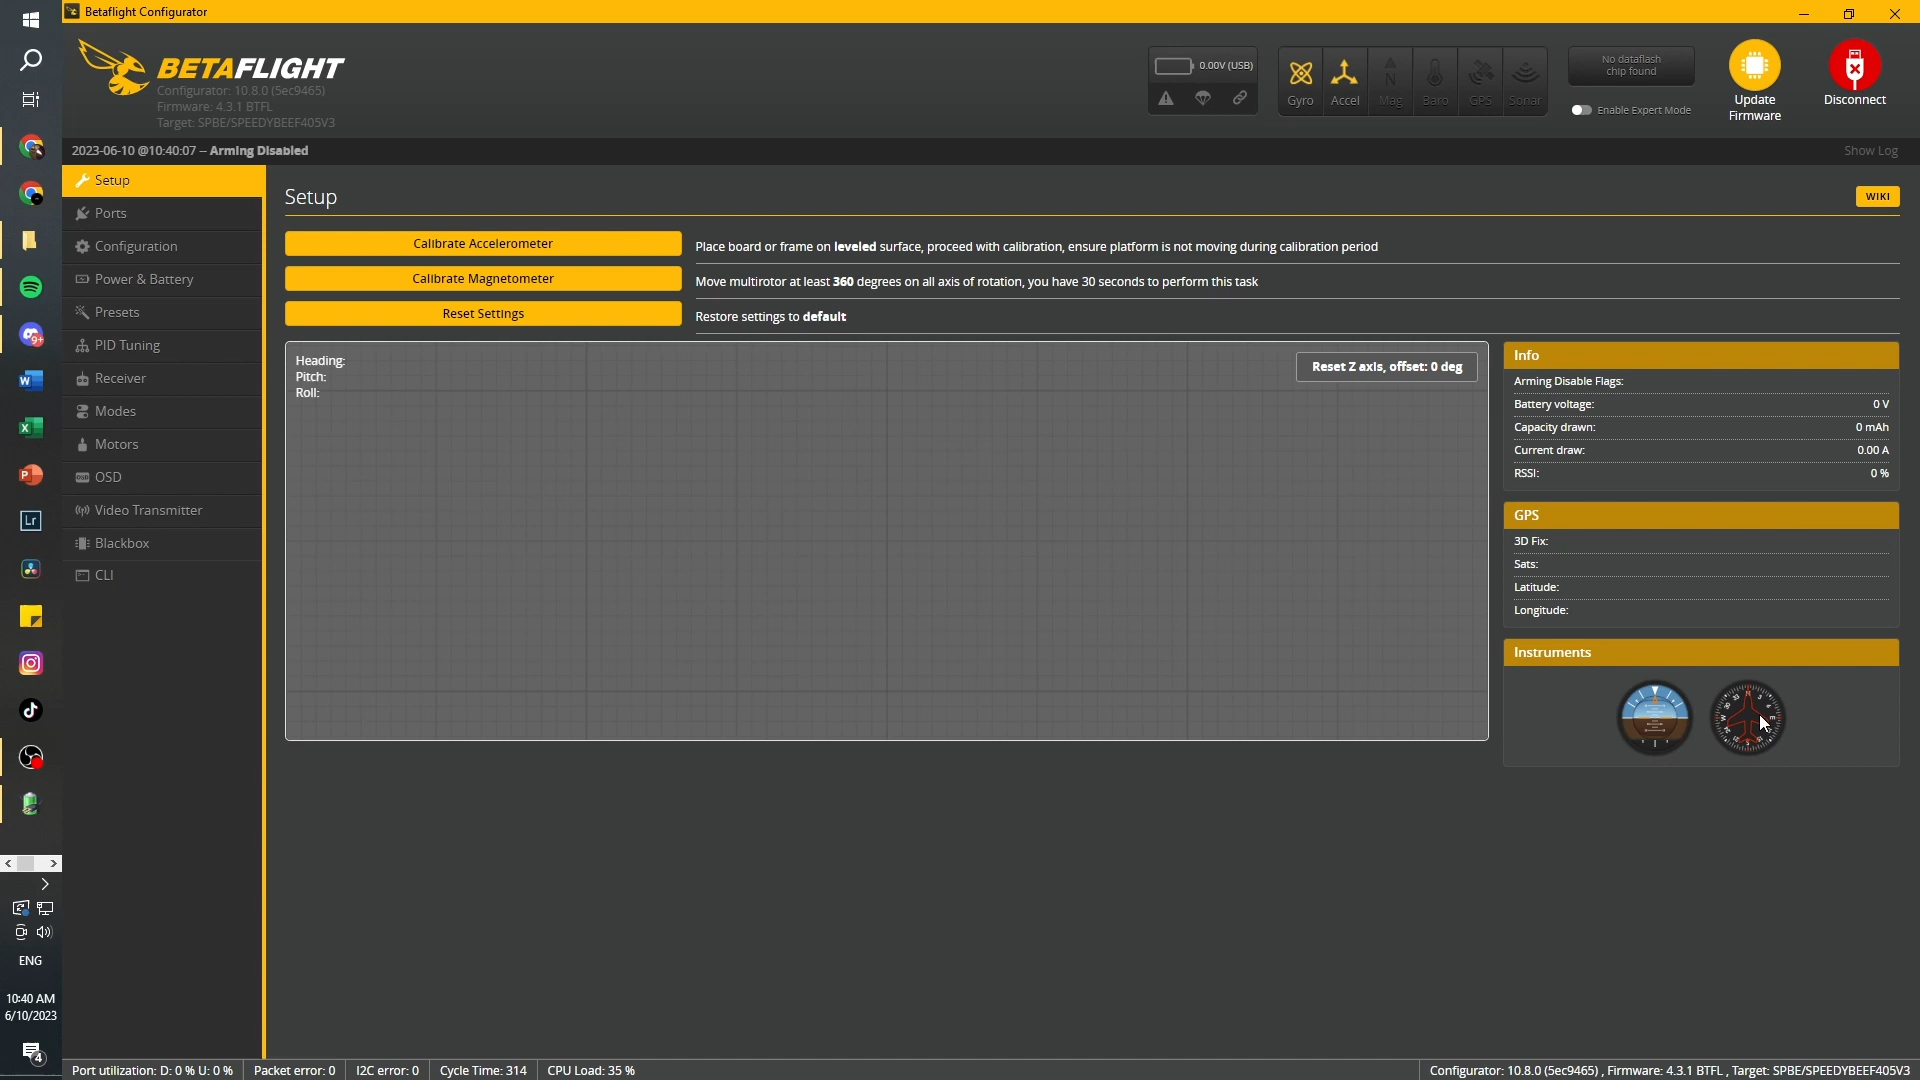 Betaflight Configurator
BETAFLIGHT
Configurator: 10.8.0 (5ec9465)
Firmware: 4.3.1 BTFL
Target: SPBE/SPEEDYBEEF405V3
0.00V (USB)
Gyro
Accel
Mag
Baro
GPS
Sonar
No dataflash
chip found
Enable Expert Mode
Update
Firmware
Disconnect
2023-06-10 @10:40:07 -- Arming Disabled
Show Log
Setup
Ports
Configuration
Power & Battery
Presets
PID Tuning
Receiver
Modes
Motors
OSD
Video Transmitter
Blackbox
CLI
Setup
WIKI
Calibrate Accelerometer
Place board or frame on leveled surface, proceed with calibration, ensure platform is not moving during calibration period
Calibrate Magnetometer
Move multirotor at least 360 degrees on all axis of rotation, you have 30 seconds to perform this task
Reset Settings
Restore settings to default
Heading:
Pitch:
Roll:
Reset Z axis, offset: 0 deg
Info
Arming Disable Flags:
Battery voltage: 0 V
Capacity drawn: 0 mAh
Current draw: 0.00 A
RSSI: 0 %
GPS
3D Fix:
Sats:
Latitude:
Longitude:
Instruments
9+
W
X
P
Lr
ENG
10:40 AM
6/10/2023
4
Port utilization: D: 0 % U: 0 %
Packet error: 0
I2C error: 0
Cycle Time: 314
CPU Load: 35 %
Configurator: 10.8.0 (5ec9465) , Firmware: 4.3.1 BTFL , Target: SPBE/SPEEDYBEEF405V3